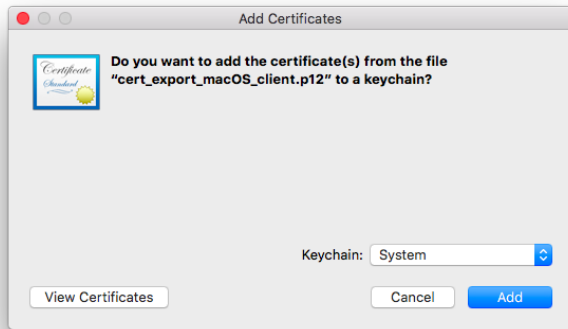 Add Certificates
Certificate
Standard
Do you want to add the certificate(s) from the file
“cert_export_macOS_client.p12” to a keychain?
Keychain: System
View Certificates Cancel Add